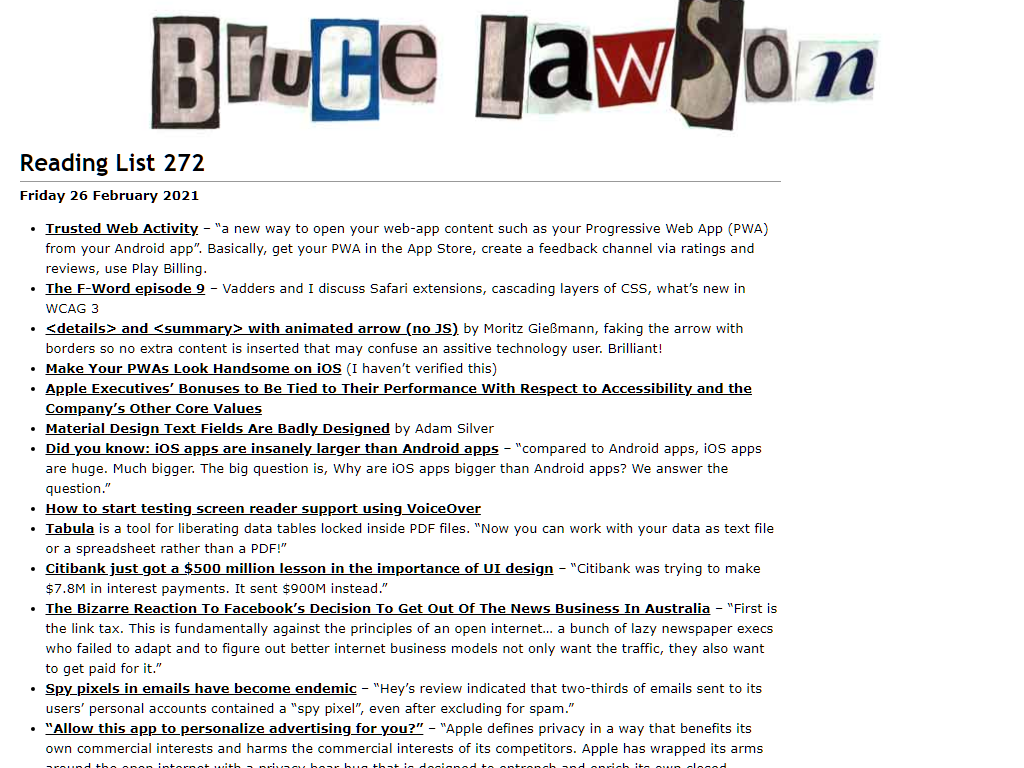 Bruce Lawson
Reading List 272
Friday 26 February 2021
• Trusted Web Activity – “a new way to open your web-app content such as your Progressive Web App (PWA)
from your Android app”. Basically, get your PWA in the App Store, create a feedback channel via ratings and
reviews, use Play Billing.
• The F-Word episode 9 – Vadders and I discuss Safari extensions, cascading layers of CSS, what’s new in
WCAG 3
• <details> and <summary> with animated arrow (no JS) by Moritz Gießmann, faking the arrow with
borders so no extra content is inserted that may confuse an assitive technology user. Brilliant!
• Make Your PWAs Look Handsome on iOS (I haven’t verified this)
• Apple Executives’ Bonuses to Be Tied to Their Performance With Respect to Accessibility and the
Company’s Other Core Values
• Material Design Text Fields Are Badly Designed by Adam Silver
• Did you know: iOS apps are insanely larger than Android apps – “compared to Android apps, iOS apps
are huge. Much bigger. The big question is, Why are iOS apps bigger than Android apps? We answer the
question.”
• How to start testing screen reader support using VoiceOver
• Tabula is a tool for liberating data tables locked inside PDF files. “Now you can work with your data as text file
or a spreadsheet rather than a PDF!”
• Citibank just got a $500 million lesson in the importance of UI design – “Citibank was trying to make
$7.8M in interest payments. It sent $900M instead.”
• The Bizarre Reaction To Facebook’s Decision To Get Out Of The News Business In Australia – “First is
the link tax. This is fundamentally against the principles of an open internet… a bunch of lazy newspaper execs
who failed to adapt and to figure out better internet business models not only want the traffic, they also want
to get paid for it.”
• Spy pixels in emails have become endemic – “Hey’s review indicated that two-thirds of emails sent to its
users’ personal accounts contained a “spy pixel”, even after excluding for spam.”
• “Allow this app to personalize advertising for you?” – “Apple defines privacy in a way that benefits its
own commercial interests and harms the commercial interests of its competitors. Apple has wrapped its arms
around the open internet with a privacy bear hug that is designed to entrench and enrich its own closed